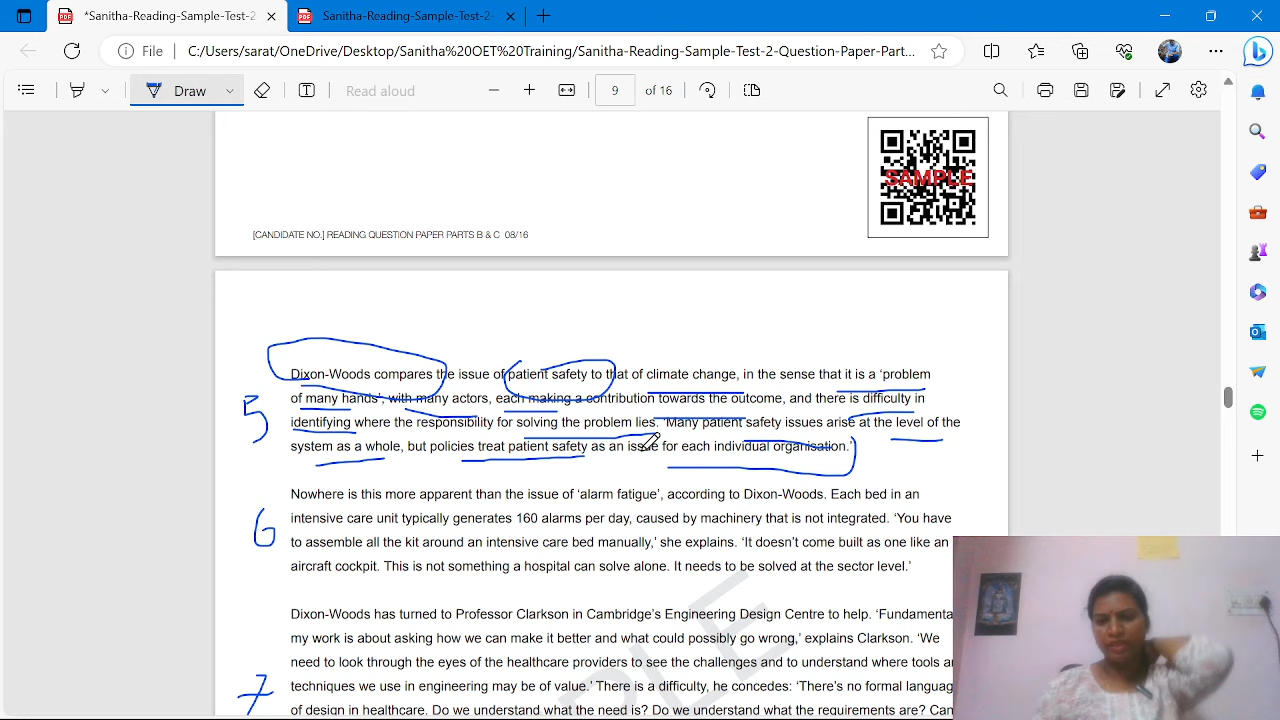 *Sanitha-Reading-Sample-Test-2-
Sanitha-Reading-Sample-Test-2-
File
C:/Users/sarat/OneDrive/Desktop/Sanitha%20OET%20Training/Sanitha-Reading-Sample-Test-2-Question-Paper-Part...
Draw
Read aloud
9 of 16
SAMPLE
[CANDIDATE NO.] READING QUESTION PAPER PARTS B & C 08/16
Dixon-Woods compares the issue of patient safety to that of climate change, in the sense that it is a ‘problem
of many hands’, with many actors, each making a contribution towards the outcome, and there is difficulty in
5
identifying where the responsibility for solving the problem lies. ‘Many patient safety issues arise at the level of the
system as a whole, but policies treat patient safety as an issue for each individual organisation.’
Nowhere is this more apparent than the issue of ‘alarm fatigue’, according to Dixon-Woods. Each bed in an
6
intensive care unit typically generates 160 alarms per day, caused by machinery that is not integrated. ‘You have
to assemble all the kit around an intensive care bed manually,’ she explains. ‘It doesn’t come built as one like an
aircraft cockpit. This is not something a hospital can solve alone. It needs to be solved at the sector level.’
Dixon-Woods has turned to Professor Clarkson in Cambridge’s Engineering Design Centre to help. ‘Fundamenta
my work is about asking how we can make it better and what could possibly go wrong,’ explains Clarkson. ‘We
need to look through the eyes of the healthcare providers to see the challenges and to understand where tools
7
techniques we use in engineering may be of value.’ There is a difficulty, he concedes: ‘There’s no formal languag
of design in healthcare. Do we understand what the need is? Do we understand what the requirements are? Can